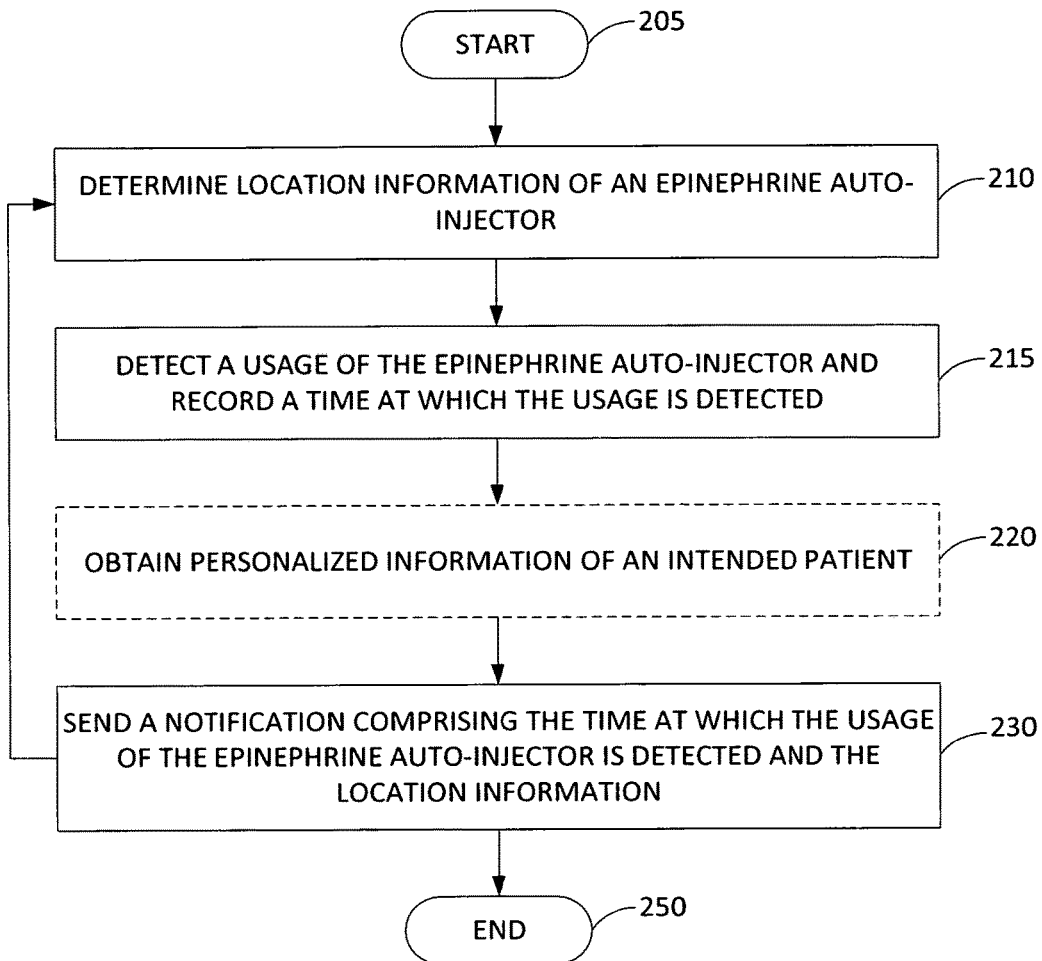 START
205
DETERMINE LOCATION INFORMATION OF AN EPINEPHRINE AUTO-
INJECTOR
210
DETECT A USAGE OF THE EPINEPHRINE AUTO-INJECTOR AND
RECORD A TIME AT WHICH THE USAGE IS DETECTED
215
OBTAIN PERSONALIZED INFORMATION OF AN INTENDED PATIENT
220
SEND A NOTIFICATION COMPRISING THE TIME AT WHICH THE USAGE
OF THE EPINEPHRINE AUTO-INJECTOR IS DETECTED AND THE
LOCATION INFORMATION
230
END
250